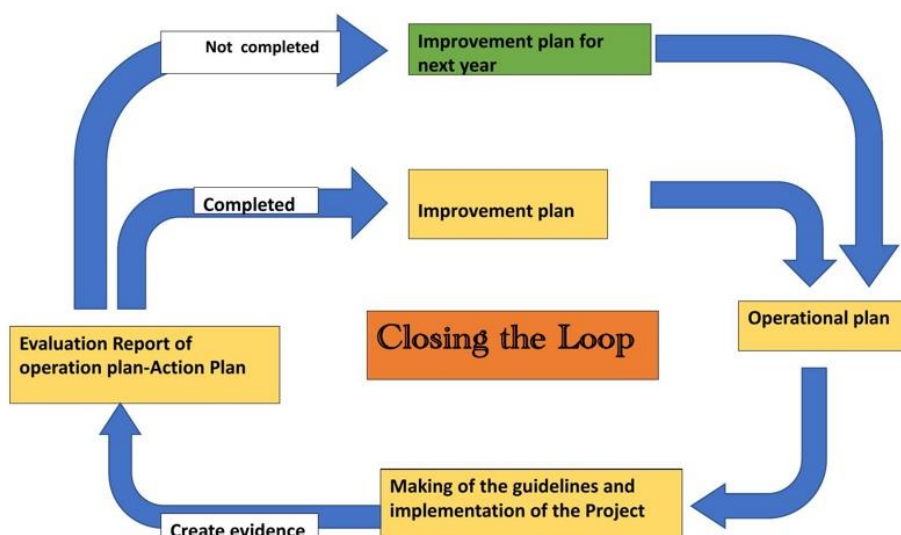 Not completed
Improvement plan for
next year
Completed
Improvement plan
Closing the Loop
Operational plan
Evaluation Report of
operation plan-Action Plan
Making of the guidelines and
implementation of the Project
Create evidence